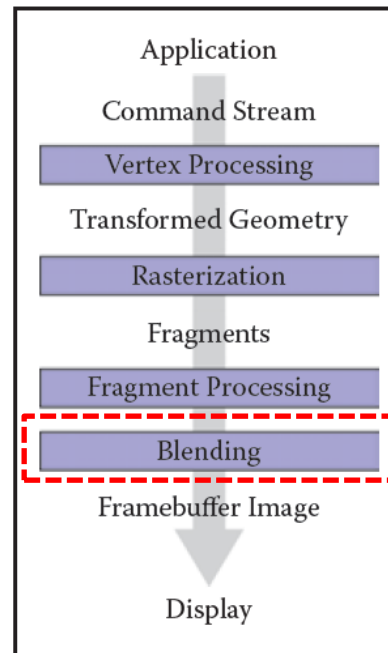 Application
Command Stream
Vertex Processing
Transformed Geometry
Rasterization
Fragments
Fragment Processing
Blending
Framebuffer Image
Display